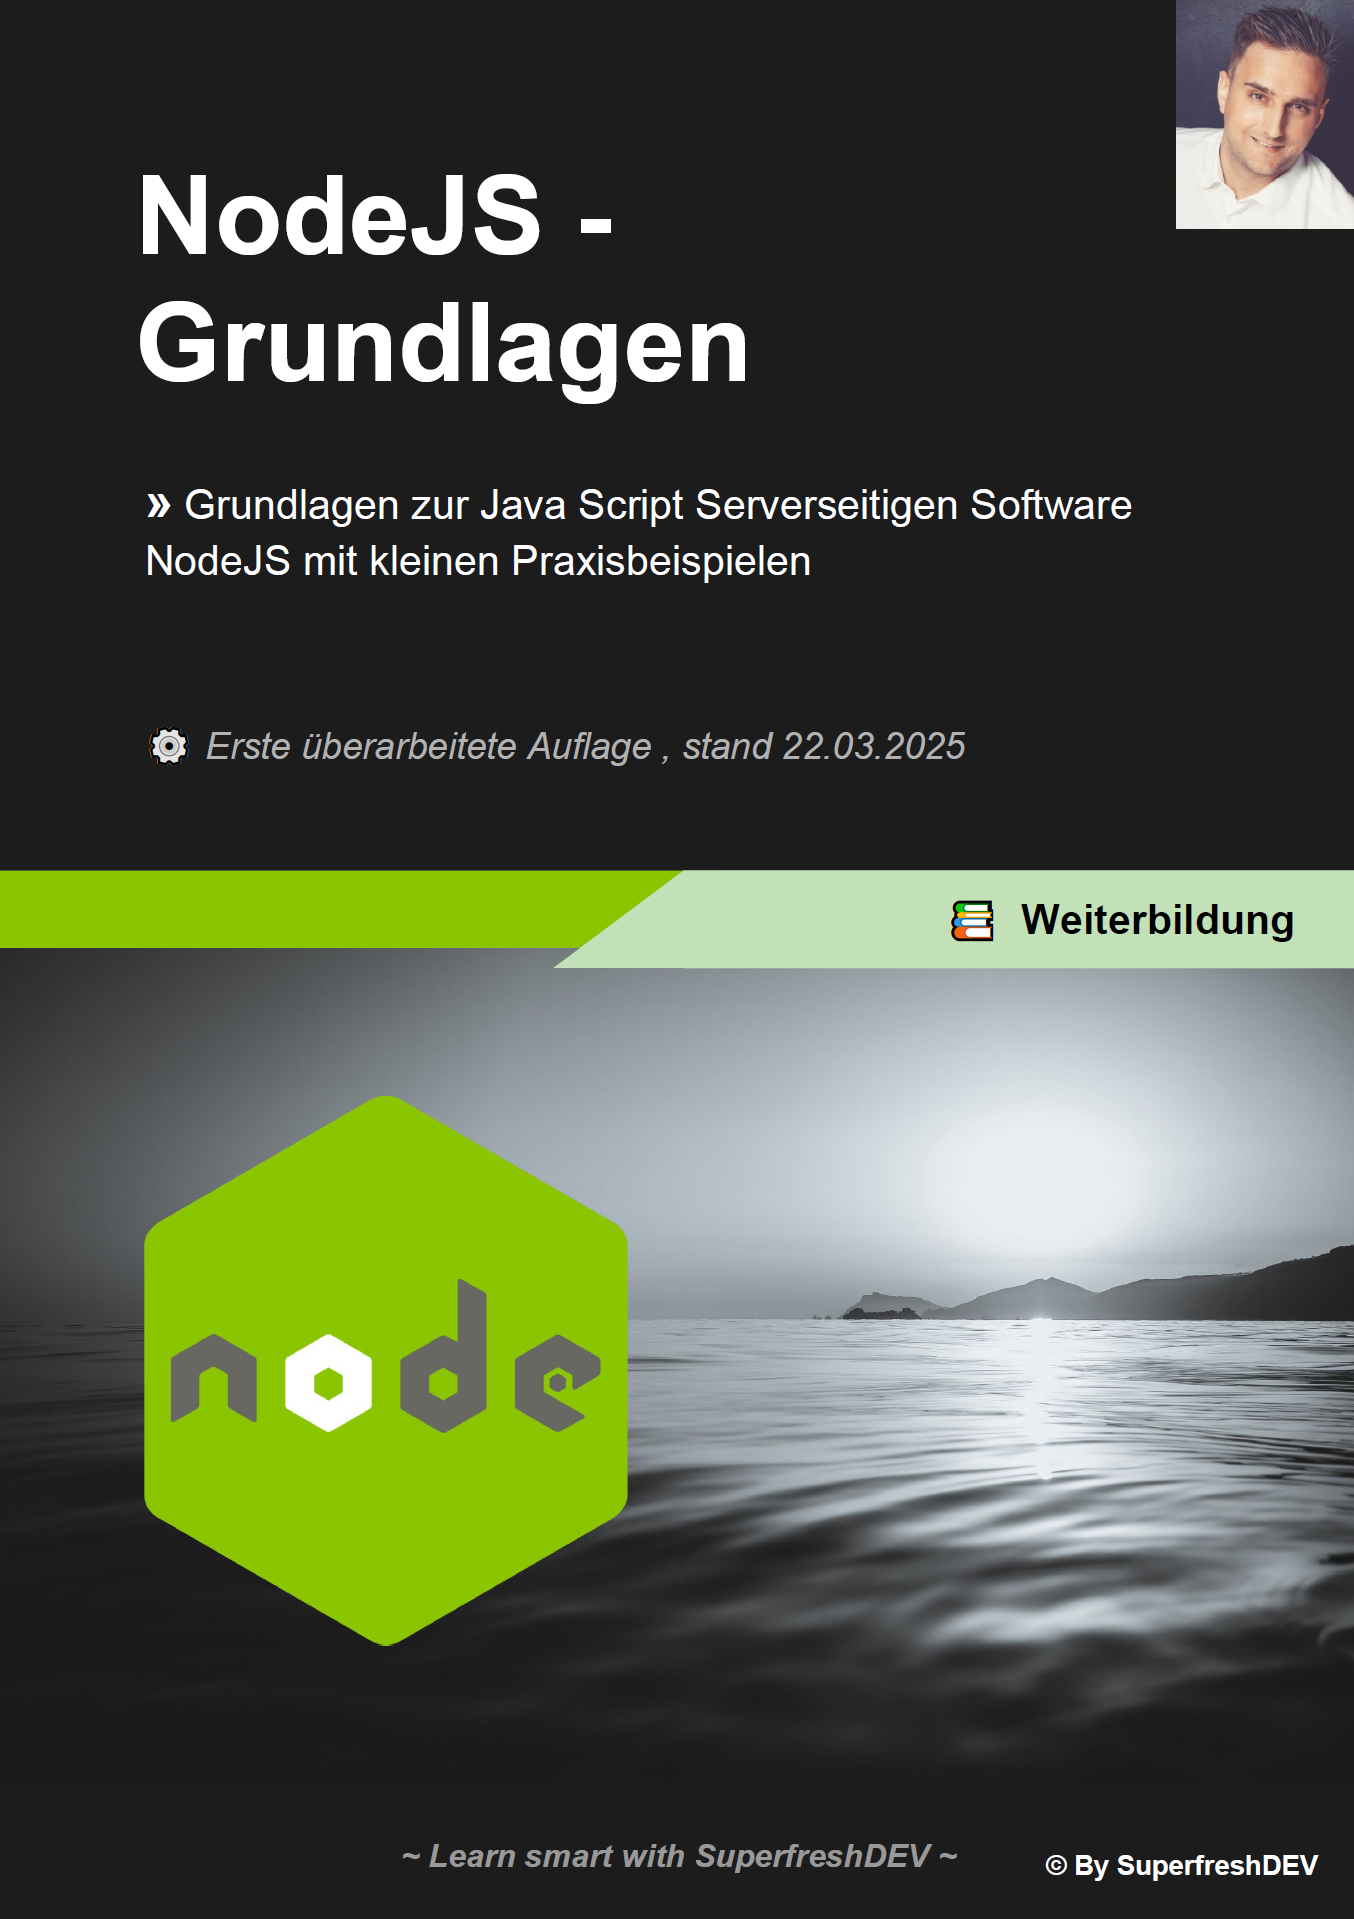 NodeJS -
Grundlagen
» Grundlagen zur Java Script Serverseitigen Software
NodeJS mit kleinen Praxisbeispielen
Erste überarbeitete Auflage , stand 22.03.2025
Weiterbildung
node
~ Learn smart with SuperfreshDEV ~
© By SuperfreshDEV